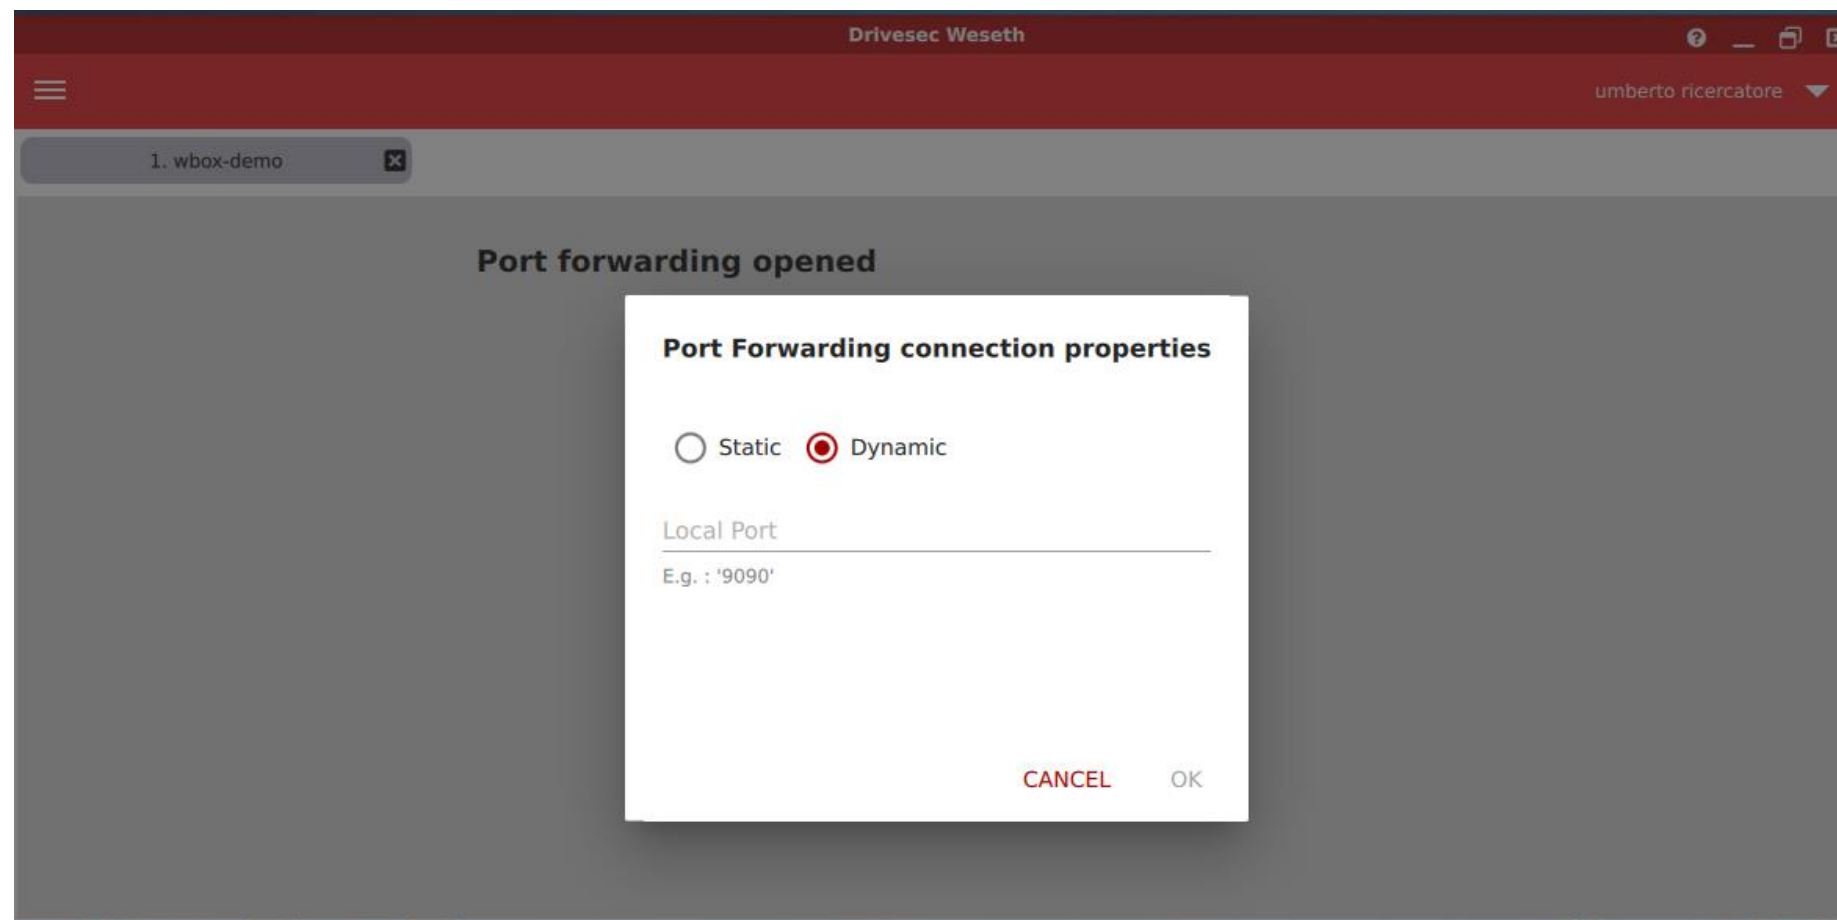 Drivesec Weseth
umberto ricercatore
1. wbox-demo
Port forwarding opened
Port Forwarding connection properties
Static Dynamic
Local Port
E.g. : '9090'
CANCEL OK